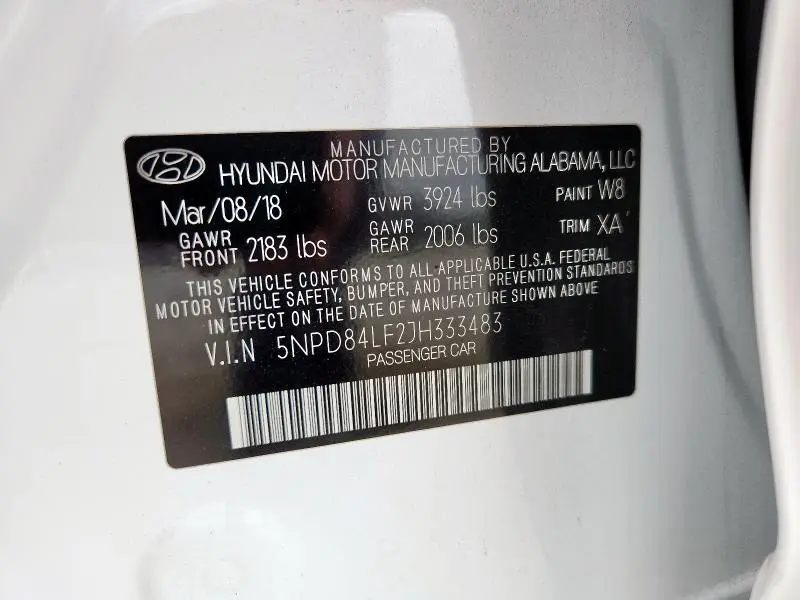 MANUFACTURED BY
HYUNDAI MOTOR MANUFACTURING ALABAMA, LLC
Mar/08/18 GVWR 3924 lbs PAINT W8
GAWR FRONT 2183 lbs GAWR REAR 2006 lbs TRIM XA
THIS VEHICLE CONFORMS TO ALL APPLICABLE U.S.A. FEDERAL
MOTOR VEHICLE SAFETY, BUMPER, AND THEFT PREVENTION STANDARDS
IN EFFECT ON THE DATE OF MANUFACTURE SHOWN ABOVE
V.I.N 5NPD84LF2JH333483
PASSENGER CAR